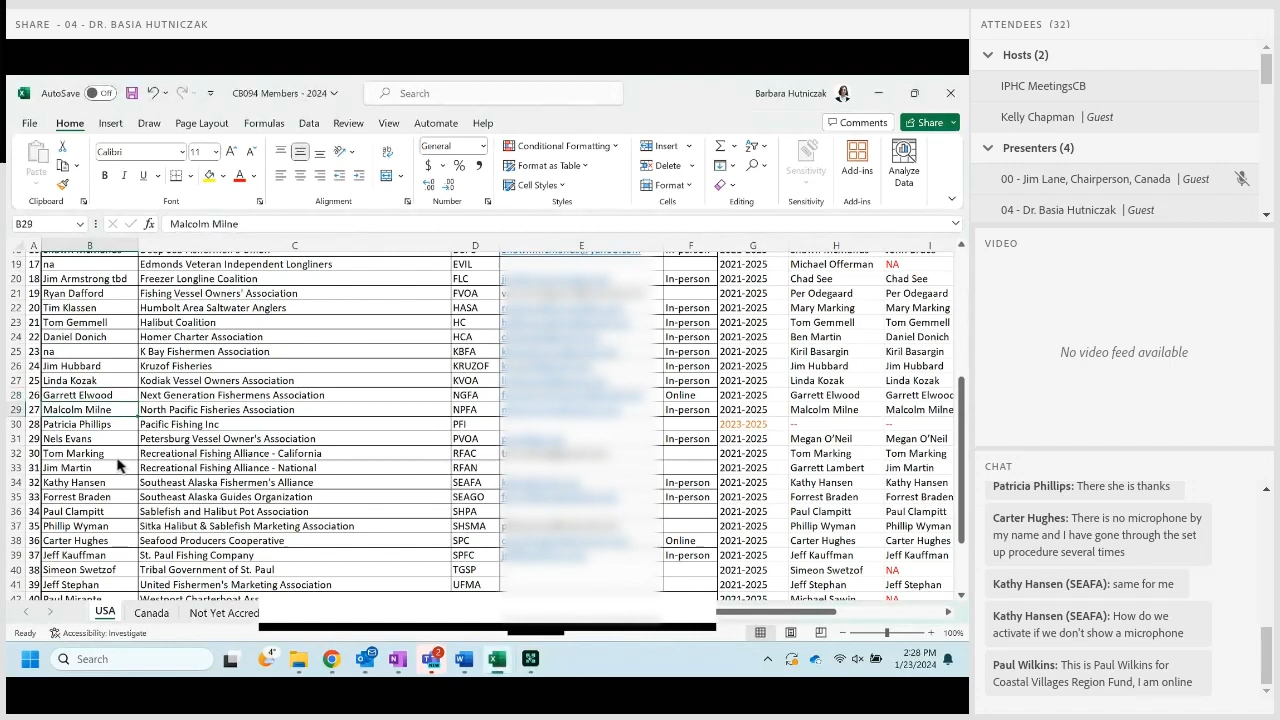 SHARE - 04 - DR. BASIA HUTNICZAK
ATTENDEES (32)
Hosts (2)
IPHC MeetingsCB
Kelly Chapman | Guest
Presenters (4)
00 - Jim Lane, Chairperson, Canada | Guest
04 - Dr. Basia Hutniczak | Guest
VIDEO
No video feed available
CHAT
Patricia Phillips: There she is thanks
Carter Hughes: There is no microphone by
my name and I have gone through the set
up procedure several times
Kathy Hansen (SEAFA): same for me
Kathy Hansen (SEAFA): How do we
activate if we don't show a microphone
Paul Wilkins: This is Paul Wilkins for
Coastal Villages Region Fund, I am online
AutoSave Off CB094 Members - 2024 Search Barbara Hutniczak
File Home Insert Draw Page Layout Formulas Data Review View Automate Help Comments Share
Paste Calibri 11 General Conditional Formatting Insert Sensitivity Add-ins Analyze Data
Format as Table Delete
Cell Styles Format
Clipboard Font Alignment Number Styles Cells Editing Sensitivity Add-ins
B29 fx Malcolm Milne
A B C D E F G H I
19 17 na Edmonds Veteran Independent Longliners EVIL 2021-2025 Michael Offerman NA
20 18 Jim Armstrong tbd Freezer Longline Coalition FLC In-person 2021-2025 Chad See Chad See
21 19 Ryan Dafford Fishing Vessel Owners' Association FVOA 2021-2025 Per Odegaard Per Odegaard
22 20 Tim Klassen Humbolt Area Saltwater Anglers HASA In-person 2021-2025 Mary Marking Mary Marking
23 21 Tom Gemmell Halibut Coalition HC In-person 2021-2025 Tom Gemmell Tom Gemmell
24 22 Daniel Donich Homer Charter Association HCA In-person 2021-2025 Ben Martin Daniel Donich
25 23 na K Bay Fishermen Association KBFA In-person 2021-2025 Kiril Basargin Kiril Basargin
26 24 Jim Hubbard Kruzof Fisheries KRUZOF In-person 2021-2025 Jim Hubbard Jim Hubbard
27 25 Linda Kozak Kodiak Vessel Owners Association KVOA In-person 2021-2025 Linda Kozak Linda Kozak
28 26 Garrett Elwood Next Generation Fishermens Association NGFA Online 2021-2025 Garrett Elwood Garrett Elwood
29 27 Malcolm Milne North Pacific Fisheries Association NPFA In-person 2021-2025 Malcolm Milne Malcolm Milne
30 28 Patricia Phillips Pacific Fishing Inc PFI 2023-2025 -- --
31 29 Nels Evans Petersburg Vessel Owner's Association PVOA In-person 2021-2025 Megan O'Neil Megan O'Neil
32 30 Tom Marking Recreational Fishing Alliance - California RFAC 2021-2025 Tom Marking Tom Marking
33 31 Jim Martin Recreational Fishing Alliance - National RFAN 2021-2025 Garrett Lambert Jim Martin
34 32 Kathy Hansen Southeast Alaska Fishermen's Alliance SEAFA In-person 2021-2025 Kathy Hansen Kathy Hansen
35 33 Forrest Braden Southeast Alaska Guides Organization SEAGO In-person 2021-2025 Forrest Braden Forrest Braden
36 34 Paul Clampitt Sablefish and Halibut Pot Association SHPA 2021-2025 Paul Clampitt Paul Clampitt
37 35 Phillip Wyman Sitka Halibut & Sablefish Marketing Association SHSMA 2021-2025 Phillip Wyman Phillip Wyman
38 36 Carter Hughes Seafood Producers Cooperative SPC Online 2021-2025 Carter Hughes Carter Hughes
39 37 Jeff Kauffman St. Paul Fishing Company SPFC In-person 2021-2025 Jeff Kauffman Jeff Kauffman
40 38 Simeon Swetzof Tribal Government of St. Paul TGSP 2021-2025 Simeon Swetzof NA
41 39 Jeff Stephan United Fishermen's Marketing Association UFMA 2021-2025 Jeff Stephan Jeff Stephan
USA Canada Not Yet Accred
Ready Accessibility: Investigate 100%
Search 4° 2 2:28 PM
1/23/2024